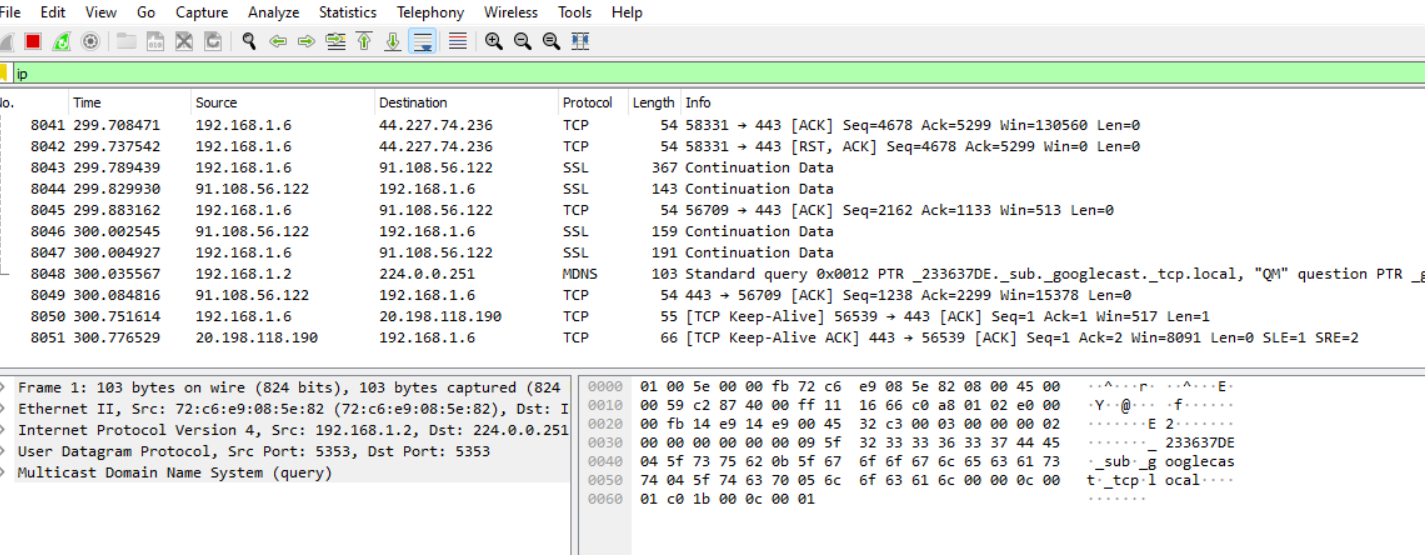 File Edit View Go Capture Analyze Statistics Telephony Wireless Tools Help
ip
No. Time Source Destination Protocol Length Info
8041 299.708471 192.168.1.6 44.227.74.236 TCP 54 58331 → 443 [ACK] Seq=4678 Ack=5299 Win=130560 Len=0
8042 299.737542 192.168.1.6 44.227.74.236 TCP 54 58331 → 443 [RST, ACK] Seq=4678 Ack=5299 Win=0 Len=0
8043 299.789439 192.168.1.6 91.108.56.122 SSL 367 Continuation Data
8044 299.829930 91.108.56.122 192.168.1.6 SSL 143 Continuation Data
8045 299.883162 192.168.1.6 91.108.56.122 TCP 54 56709 → 443 [ACK] Seq=2162 Ack=1133 Win=513 Len=0
8046 300.002545 91.108.56.122 192.168.1.6 SSL 159 Continuation Data
8047 300.004927 192.168.1.6 91.108.56.122 SSL 191 Continuation Data
8048 300.035567 192.168.1.2 224.0.0.251 MDNS 103 Standard query 0x0012 PTR _233637DE._sub._googlecast._tcp.local, "QM" question PTR _g
8049 300.084816 91.108.56.122 192.168.1.6 TCP 54 443 → 56709 [ACK] Seq=1238 Ack=2299 Win=15378 Len=0
8050 300.751614 192.168.1.6 20.198.118.190 TCP 55 [TCP Keep-Alive] 56539 → 443 [ACK] Seq=1 Ack=1 Win=517 Len=1
8051 300.776529 20.198.118.190 192.168.1.6 TCP 66 [TCP Keep-Alive ACK] 443 → 56539 [ACK] Seq=1 Ack=2 Win=8091 Len=0 SLE=1 SRE=2
Frame 1: 103 bytes on wire (824 bits), 103 bytes captured (824
Ethernet II, Src: 72:c6:e9:08:5e:82 (72:c6:e9:08:5e:82), Dst: I
Internet Protocol Version 4, Src: 192.168.1.2, Dst: 224.0.0.251
User Datagram Protocol, Src Port: 5353, Dst Port: 5353
Multicast Domain Name System (query)
0000 01 00 5e 00 00 fb 72 c6 e9 08 5e 82 08 00 45 00 ··^···r· ··^···E·
0010 00 59 c2 87 40 00 ff 11 16 66 c0 a8 01 02 e0 00 ·Y··@··· ·f······
0020 00 fb 14 e9 14 e9 00 45 32 c3 00 03 00 00 00 02 ·······E 2·······
0030 00 00 00 00 00 00 09 5f 32 33 33 36 33 37 44 45 ·······_ 233637DE
0040 04 5f 73 75 62 0b 5f 67 6f 6f 67 6c 65 63 61 73 ·_sub·_g ooglecas
0050 74 04 5f 74 63 70 05 6c 6f 63 61 6c 00 00 0c 00 t·_tcp·l ocal····
0060 01 c0 1b 00 0c 00 01 ·······